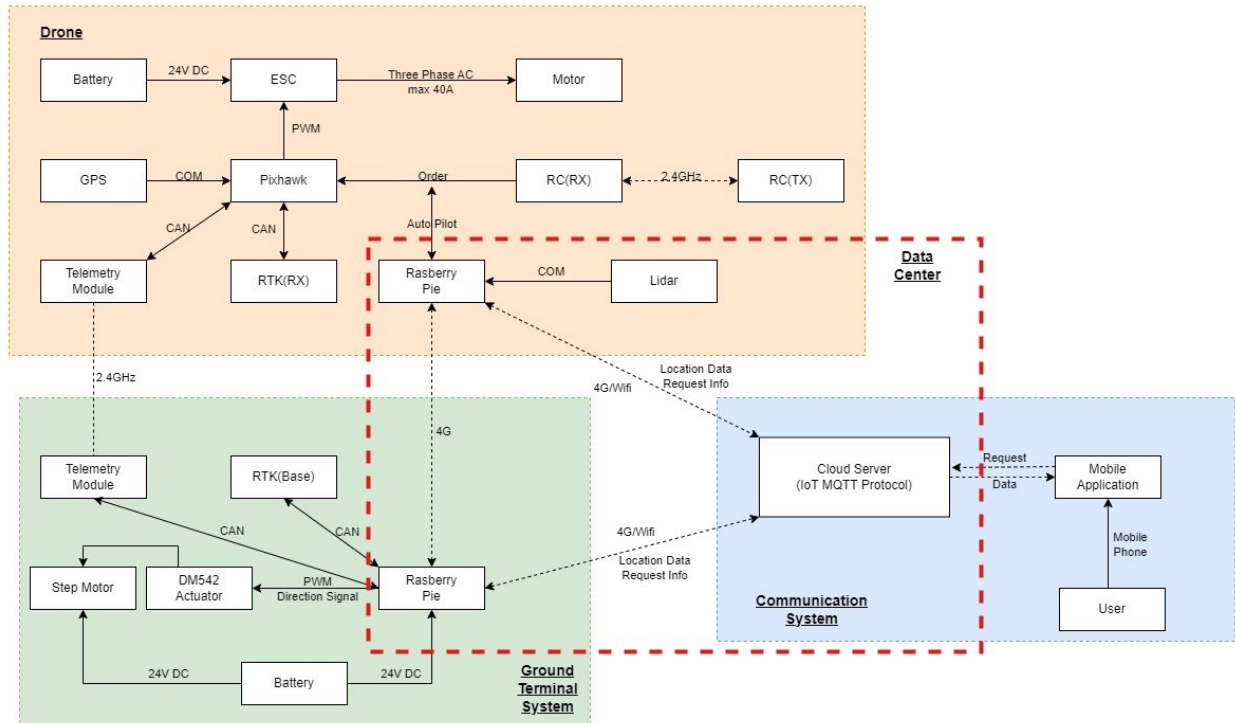 Drone
Battery
24V DC
ESC
Three Phase AC
max 40A
Motor
PWM
GPS
COM
Pixhawk
Order
RC(RX)
2.4GHz
RC(TX)
CAN
CAN
Auto Pilot
Telemetry
Module
RTK(RX)
Rasberry
Pie
COM
Lidar
Data
Center
2.4GHz
4G
4G/Wifi
Location Data
Request Info
Telemetry
Module
RTK(Base)
CAN
CAN
Cloud Server
(IoT MQTT Protocol)
Request
Data
Mobile
Application
4G/Wifi
Location Data
Request Info
Mobile
Phone
Step Motor
DM542
Actuator
PWM
Direction Signal
Rasberry
Pie
Communication
System
User
24V DC
Battery
24V DC
Ground
Terminal
System